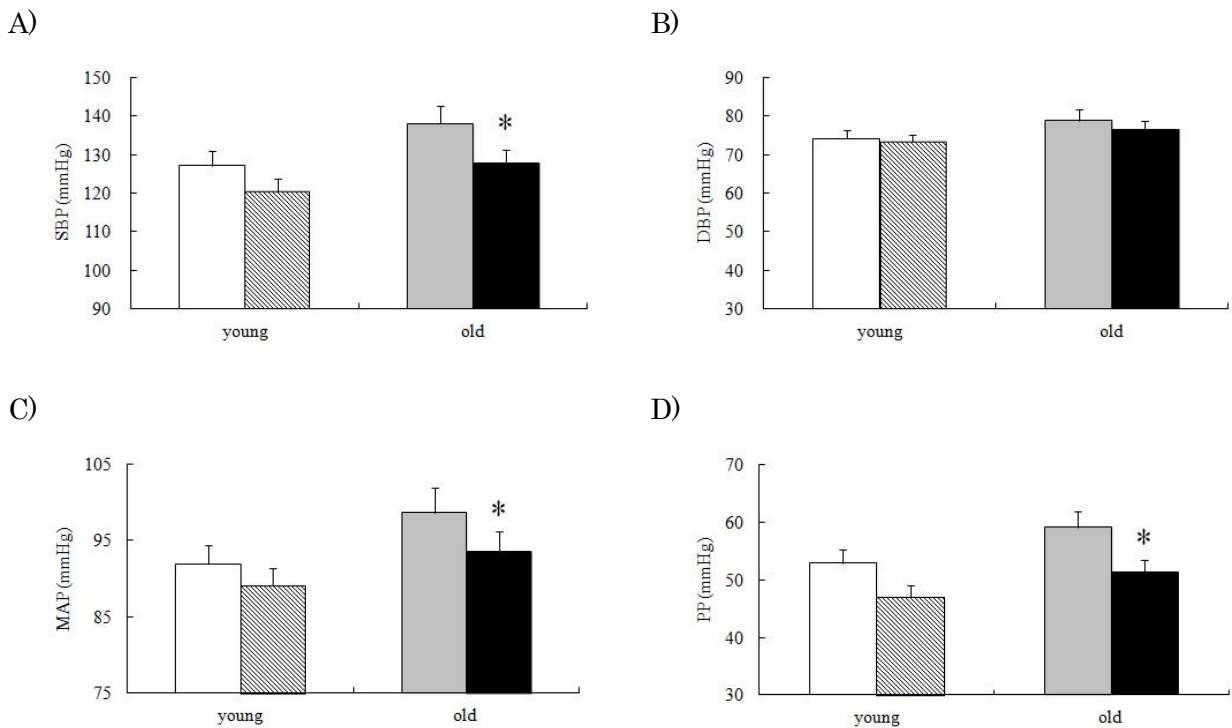 A)
SBP (mmHg)
150
140
130
120
110
100
90
*
young old
B)
DBP (mmHg)
90
80
70
60
50
40
30
young old
C)
MAP (mmHg)
105
95
85
75
*
young old
D)
PP (mmHg)
70
60
50
40
30
*
young old